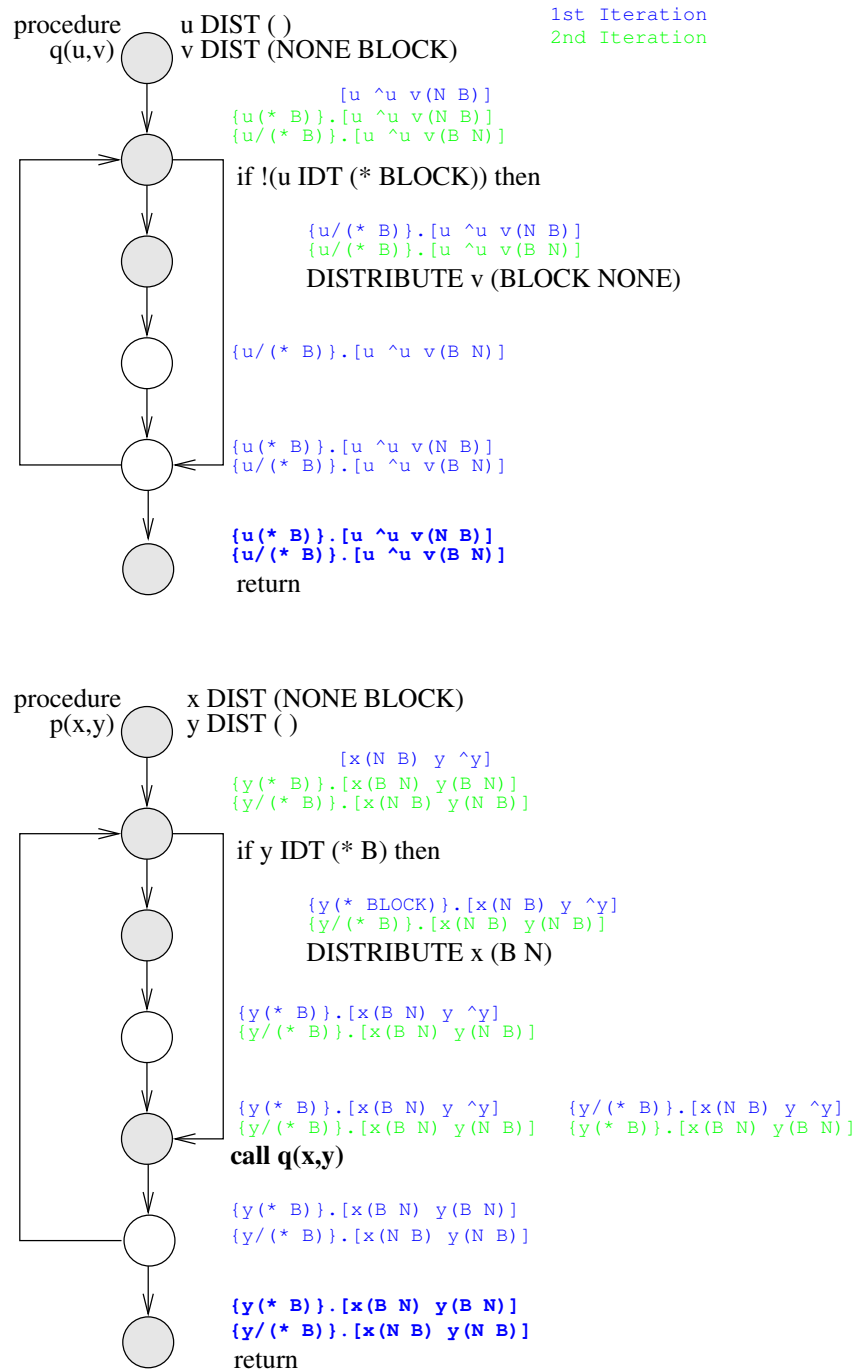 1st Iteration
2nd Iteration
procedure
q(u,v)
u DIST ( )
v DIST (NONE BLOCK)
[u ^u v(N B)]
{u(* B)}.[u ^u v(N B)]
{u/(* B)}.[u ^u v(B N)]
if !(u IDT (* BLOCK)) then
{u/(* B)}.[u ^u v(N B)]
{u/(* B)}.[u ^u v(B N)]
DISTRIBUTE v (BLOCK NONE)
{u/(* B)}.[u ^u v(B N)]
{u(* B)}.[u ^u v(N B)]
{u/(* B)}.[u ^u v(B N)]
{u(* B)}.[u ^u v(N B)]
{u/(* B)}.[u ^u v(B N)]
return
procedure
p(x,y)
x DIST (NONE BLOCK)
y DIST ( )
[x(N B) y ^y]
{y(* B)}.[x(B N) y(B N)]
{y/(* B)}.[x(N B) y(N B)]
if y IDT (* B) then
{y(* BLOCK)}.[x(N B) y ^y]
{y/(* B)}.[x(N B) y(N B)]
DISTRIBUTE x (B N)
{y(* B)}.[x(B N) y ^y]
{y/(* B)}.[x(B N) y(N B)]
{y(* B)}.[x(B N) y ^y] {y/(* B)}.[x(N B) y ^y]
{y/(* B)}.[x(B N) y(N B)] {y(* B)}.[x(B N) y(B N)]
call q(x,y)
{y(* B)}.[x(B N) y(B N)]
{y/(* B)}.[x(N B) y(N B)]
{y(* B)}.[x(B N) y(B N)]
{y/(* B)}.[x(N B) y(N B)]
return